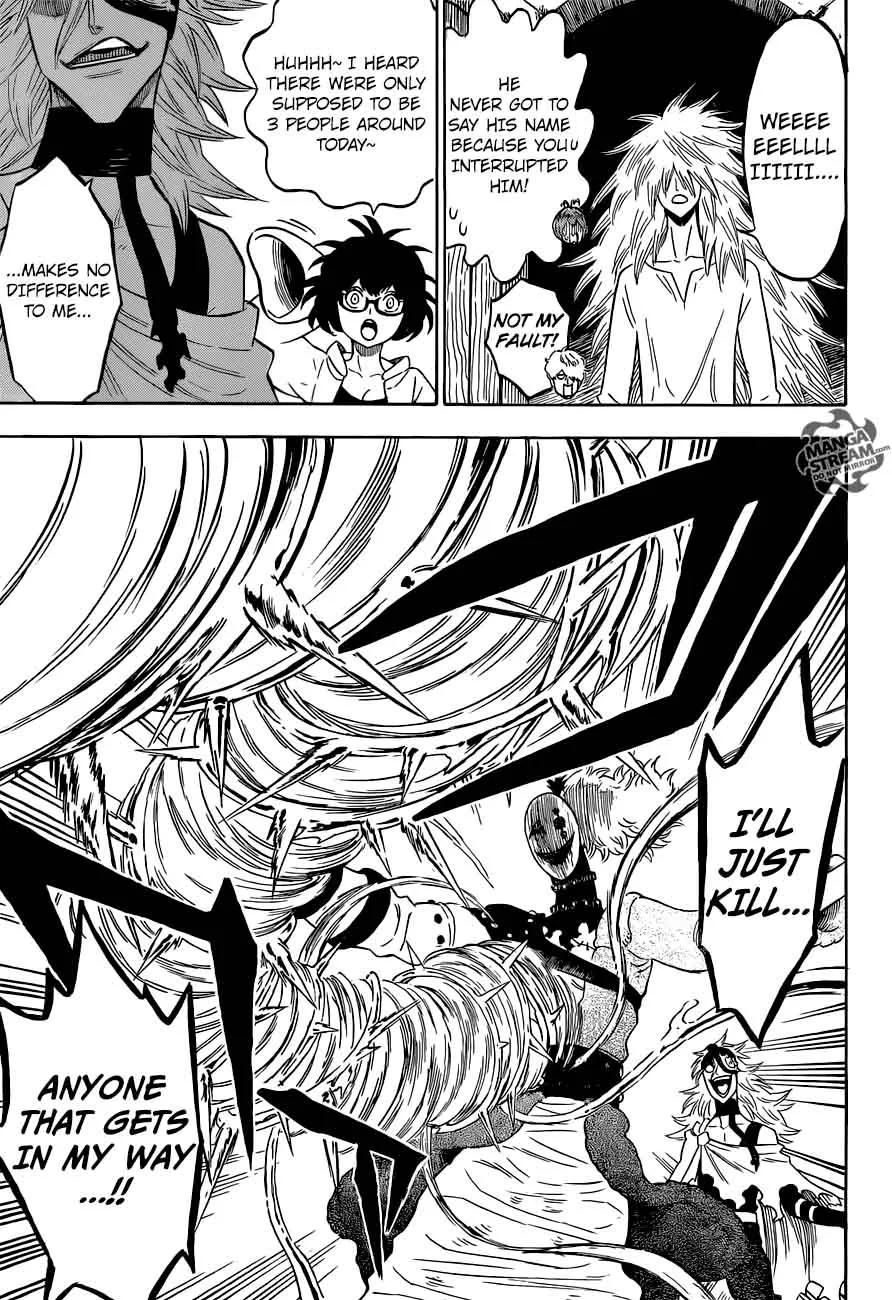 WEEEE
EEEELLLL
IIIIII....
HE
NEVER GOT TO
SAY HIS NAME
BECAUSE YOU
INTERRUPTED
HIM!
NOT MY
FAULT!
HUHHH~ I HEARD
THERE WERE ONLY
SUPPOSED TO BE
3 PEOPLE AROUND
TODAY~
...MAKES NO
DIFFERENCE
TO ME...
MANGA
STREAM.com
DO NOT MIRROR
I'LL
JUST
KILL...
ANYONE
THAT GETS
IN MY WAY
...!!